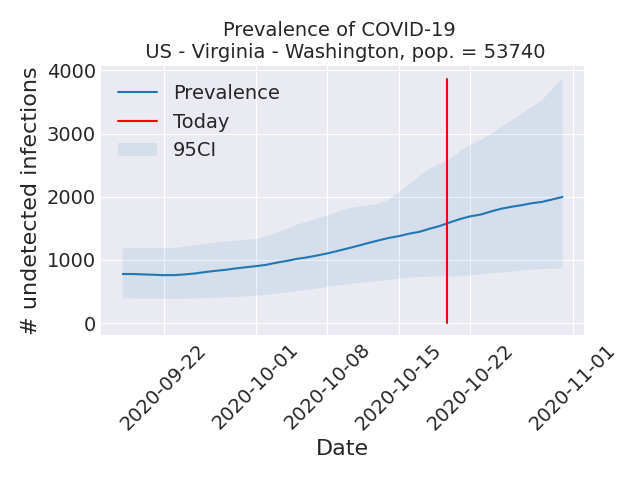 Prevalence of COVID-19
US - Virginia - Washington, pop. = 53740
# undetected infections
4000
3000
2000
1000
0
Prevalence
Today
95CI
2020-09-22
2020-10-01
2020-10-08
2020-10-15
2020-10-22
2020-11-01
Date